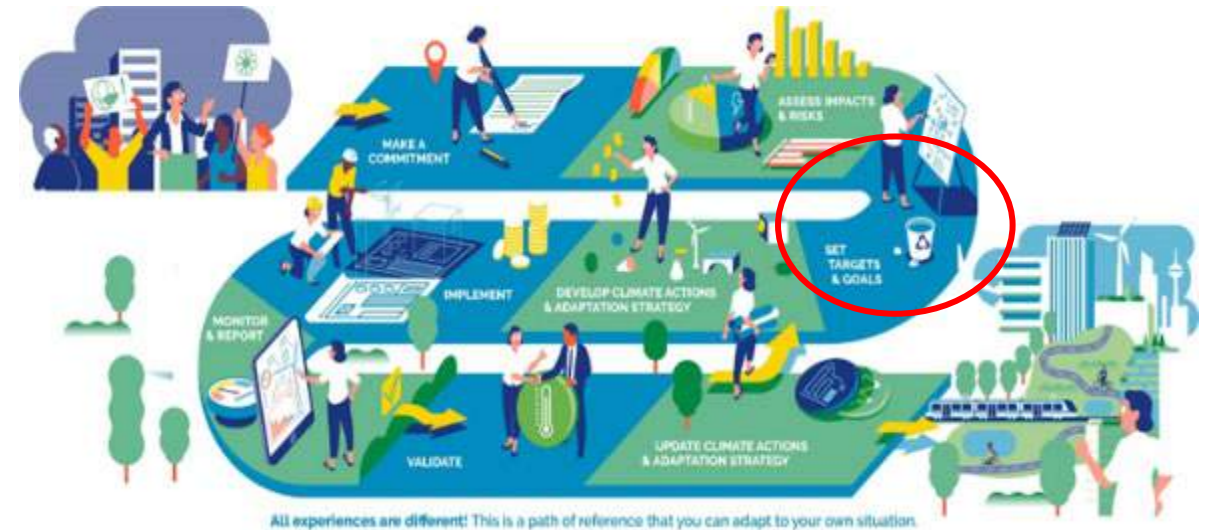 MAKE A
COMMITMENT
ASSESS IMPACTS
& RISKS
SET
TARGETS
& GOALS
DEVELOP CLIMATE ACTIONS
& ADAPTATION STRATEGY
IMPLEMENT
MONITOR
& REPORT
VALIDATE
UPDATE CLIMATE ACTIONS
& ADAPTATION STRATEGY
All experiences are different! This is a path of reference that you can adapt to your own situation.